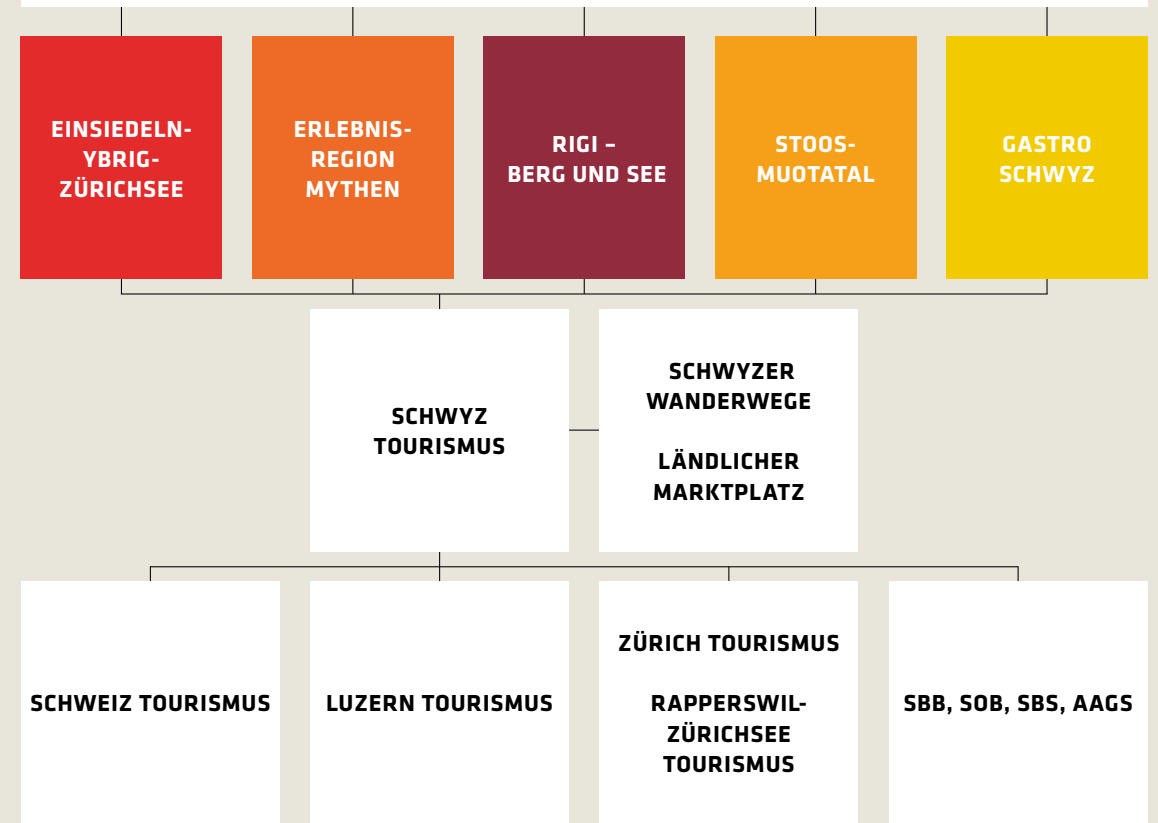 EINSIEDELN-
YBRIG-
ZÜRICHSEE
ERLEBNIS-
REGION
MYTHEN
RIGI –
BERG UND SEE
STOOS-
MUOTATAL
GASTRO
SCHWYZ
SCHWYZ
TOURISMUS
SCHWYZER
WANDERWEGE
LÄNDLICHER
MARKTPLATZ
SCHWEIZ TOURISMUS
LUZERN TOURISMUS
ZÜRICH TOURISMUS
RAPPERSWIL-
ZÜRICHSEE
TOURISMUS
SBB, SOB, SBS, AAGS